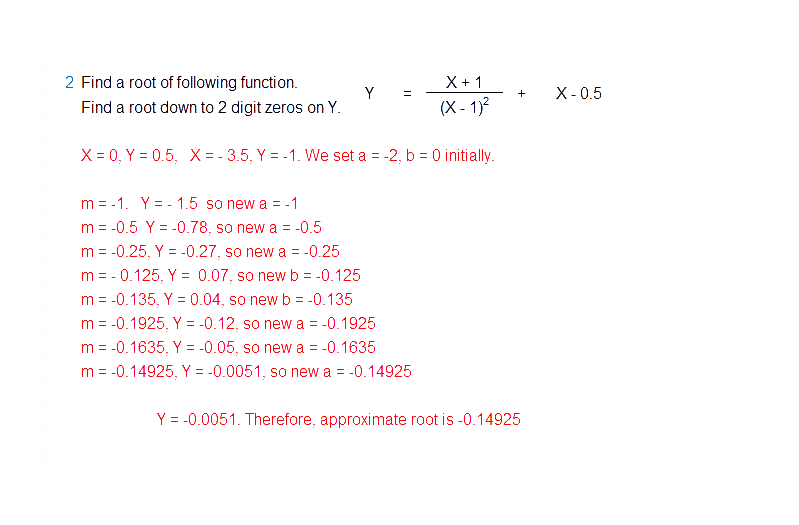 2 Find a root of following function.
Y = X + 1 / (X - 1)² + X - 0.5
Find a root down to 2 digit zeros on Y.
X = 0, Y = 0.5, X = - 3.5, Y = -1. We set a = -2, b = 0 initially.
m = -1, Y = - 1.5 so new a = -1
m = -0.5 Y = -0.78, so new a = -0.5
m = -0.25, Y = -0.27, so new a = -0.25
m = - 0.125, Y = 0.07, so new b = -0.125
m = -0.135, Y = 0.04, so new b = -0.135
m = -0.1925, Y = -0.12, so new a = -0.1925
m = -0.1635, Y = -0.05, so new a = -0.1635
m = -0.14925, Y = -0.0051, so new a = -0.14925
Y = -0.0051. Therefore, approximate root is -0.14925